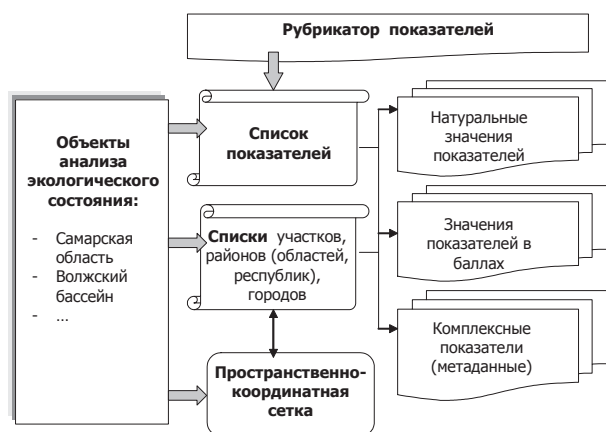 Рубрикатор показателей
Объекты
анализа
экологического
состояния:
- Самарская
область
- Волжский
бассейн
- ...
Список
показателей
Списки участков,
районов (областей,
республик),
городов
Пространственно-
координатная
сетка
Натуральные
значения
показателей
Значения
показателей в
баллах
Комплексные
показатели
(метаданные)